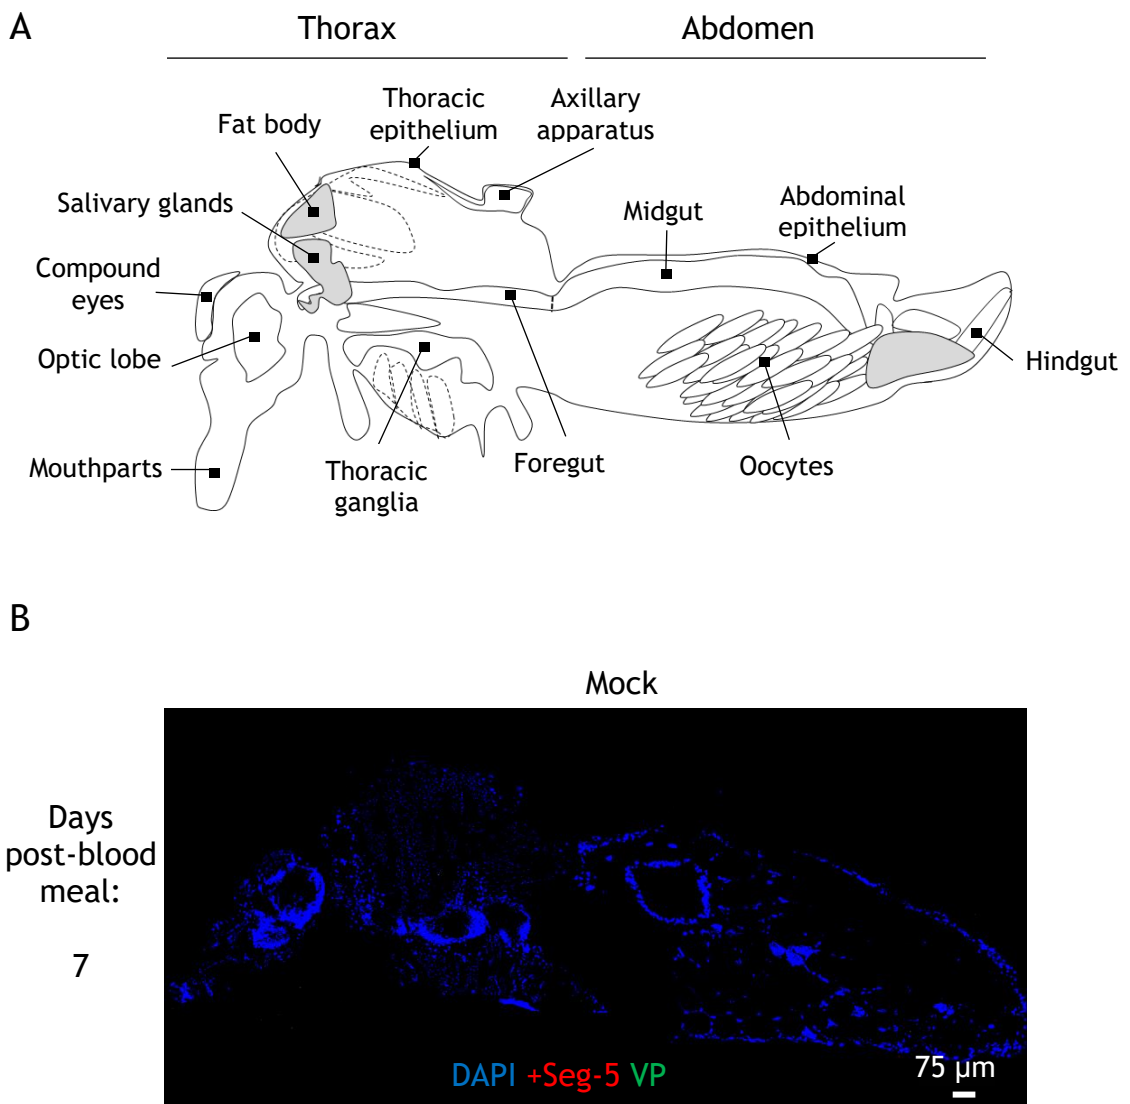 A
Thorax
Abdomen
Thoracic
epithelium
Axillary
apparatus
Fat body
Salivary glands
Midgut
Abdominal
epithelium
Compound
eyes
Optic lobe
Hindgut
Mouthparts
Thoracic
ganglia
Foregut
Oocytes
B
Mock
Days
post-blood
meal:
7
DAPI +Seg-5 VP
75 µm